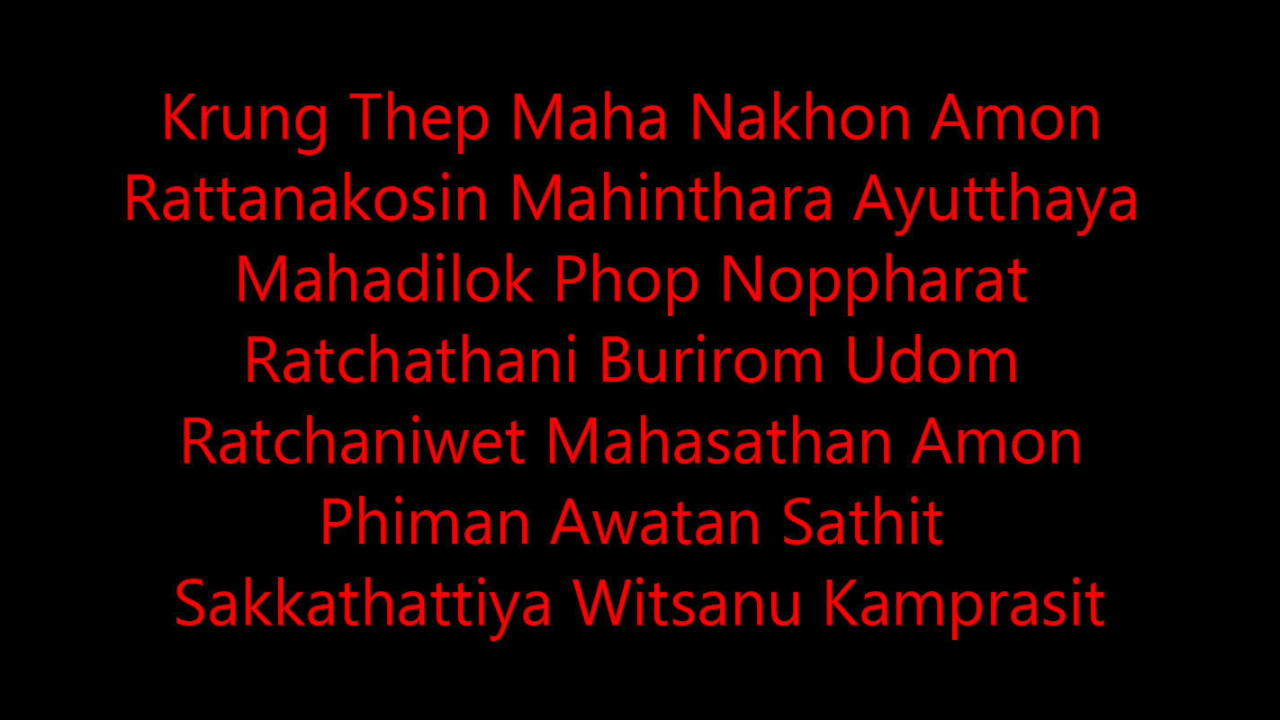 Krung Thep Maha Nakhon Amon
Rattanakosin Mahinthara Ayutthaya
Mahadilok Phop Noppharat
Ratchathani Burirom Udom
Ratchaniwet Mahasathan Amon
Phiman Awatan Sathit
Sakkathattiya Witsanu Kamprasit